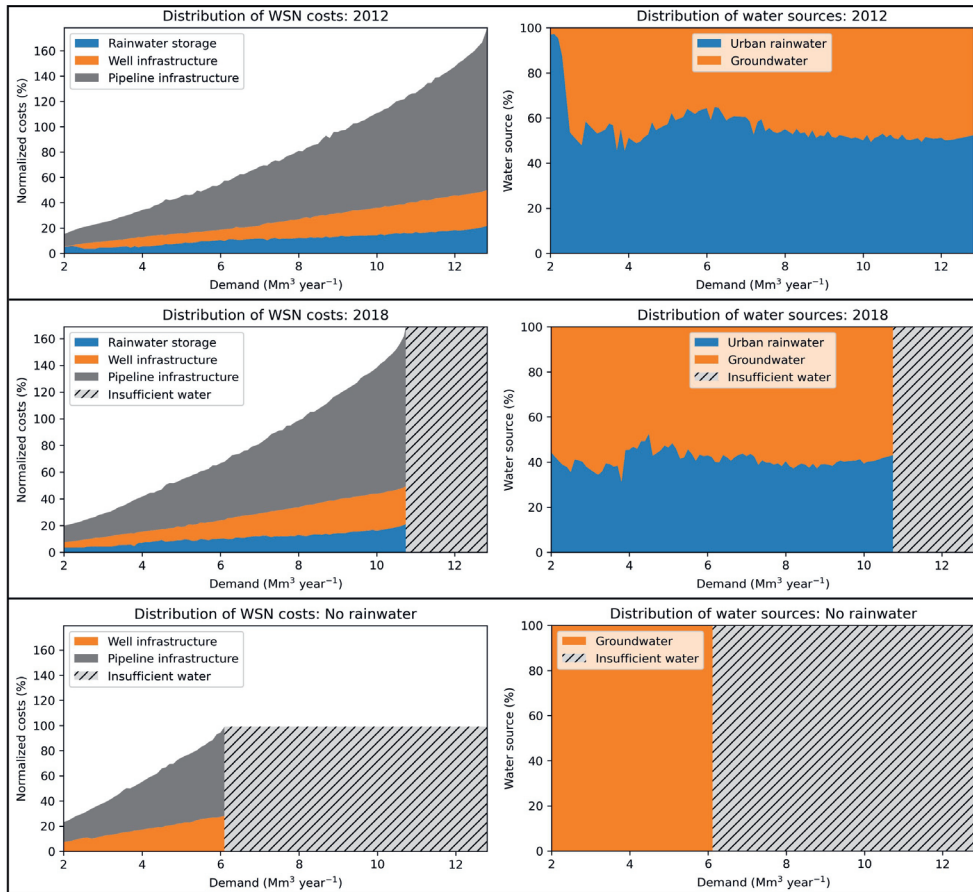 Distribution of WSN costs: 2012
Normalized costs (%)
160
140
120
100
80
60
40
20
0
Rainwater storage
Well infrastructure
Pipeline infrastructure
2 4 6 8 10 12
Demand (Mm³ year⁻¹)
Distribution of water sources: 2012
Water source (%)
100
80
60
40
20
0
Urban rainwater
Groundwater
2 4 6 8 10 12
Demand (Mm³ year⁻¹)
Distribution of WSN costs: 2018
Normalized costs (%)
160
140
120
100
80
60
40
20
0
Rainwater storage
Well infrastructure
Pipeline infrastructure
Insufficient water
2 4 6 8 10 12
Demand (Mm³ year⁻¹)
Distribution of water sources: 2018
Water source (%)
100
80
60
40
20
0
Urban rainwater
Groundwater
Insufficient water
2 4 6 8 10 12
Demand (Mm³ year⁻¹)
Distribution of WSN costs: No rainwater
Normalized costs (%)
160
140
120
100
80
60
40
20
0
Well infrastructure
Pipeline infrastructure
Insufficient water
2 4 6 8 10 12
Demand (Mm³ year⁻¹)
Distribution of water sources: No rainwater
Water source (%)
100
80
60
40
20
0
Groundwater
Insufficient water
2 4 6 8 10 12
Demand (Mm³ year⁻¹)